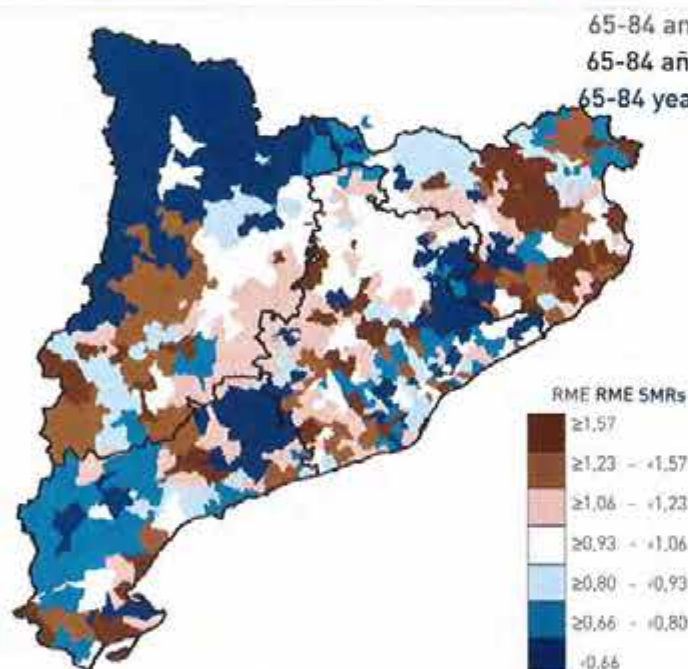 65-84 an
65-84 añ
65-84 yea
RME RME SMRs
≥1,57
≥1,23 - <1,57
≥1,06 - <1,23
≥0,93 - <1,06
≥0,80 - <0,93
≥0,66 - <0,80
<0,66